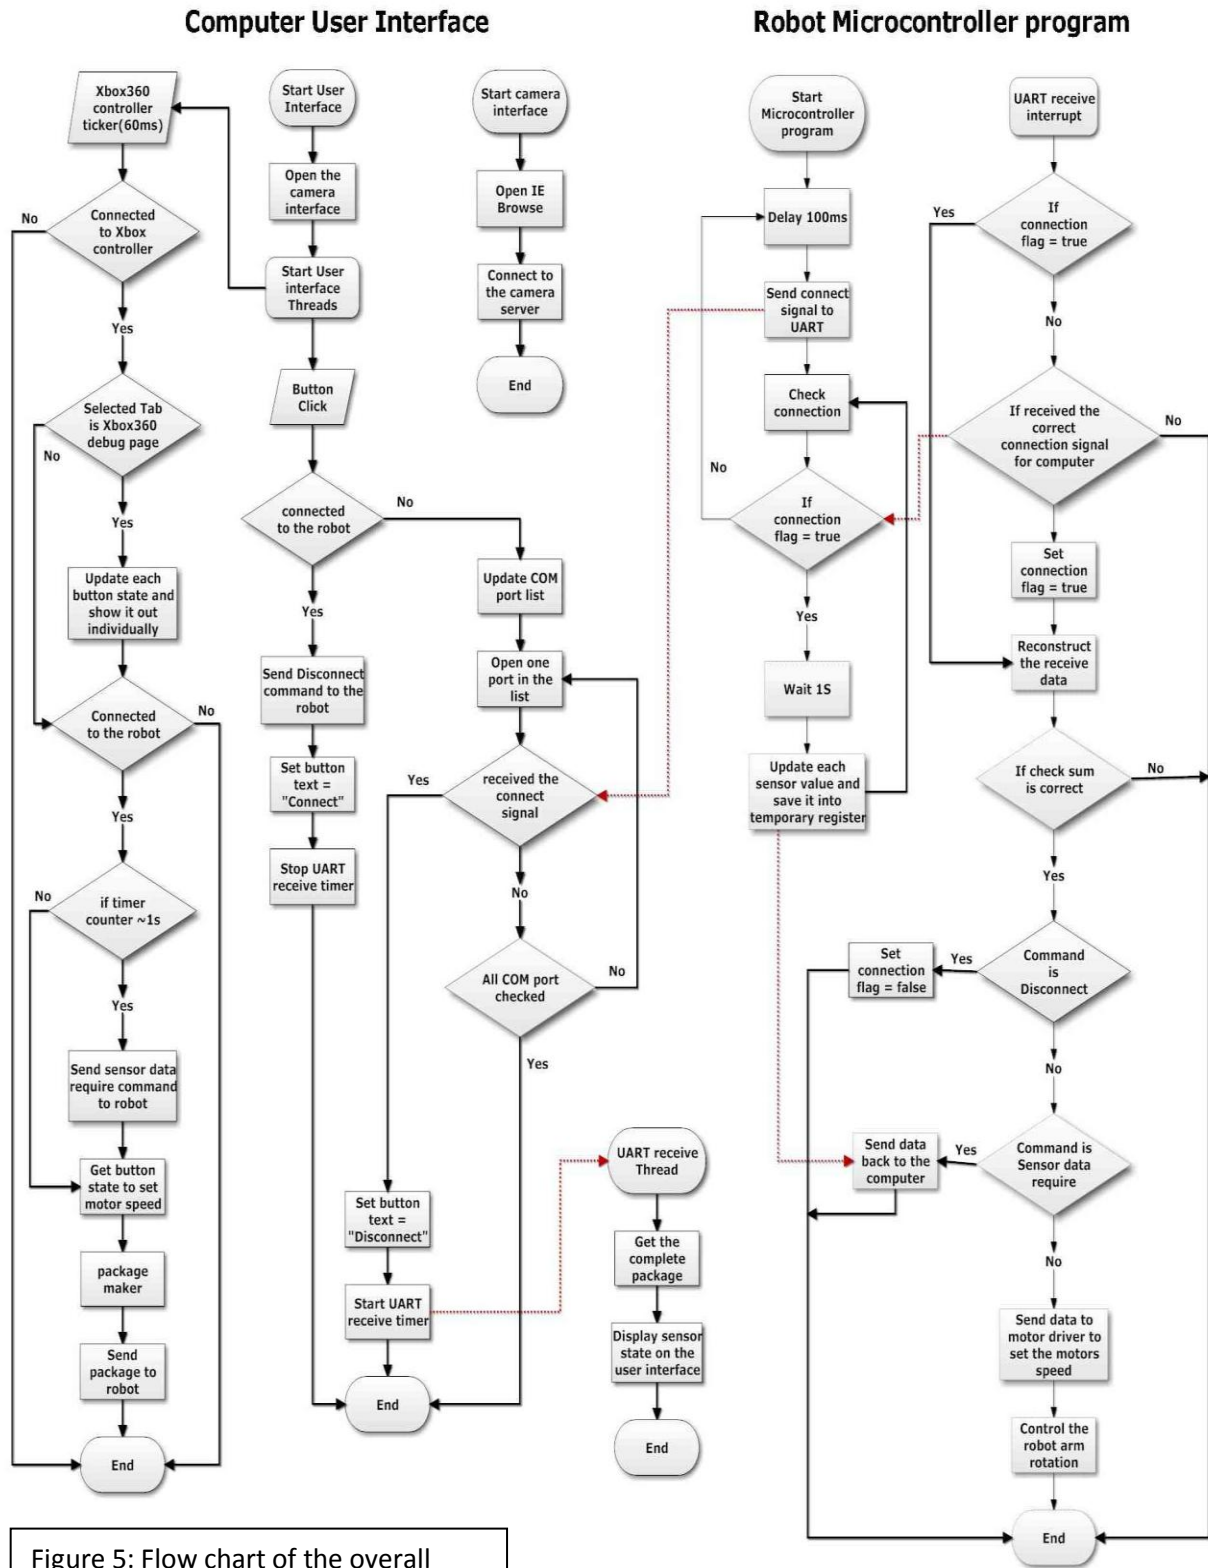 Computer User Interface
Robot Microcontroller program
Xbox360
controller
ticker(60ms)
Connected
to Xbox
controller
No
Yes
Selected Tab
is Xbox360
debug page
No
Yes
Update each
button state and
show it out
individually
Connected
to the robot
No
Yes
if timer
counter ~1s
No
Yes
Send sensor data
require command
to robot
Get button
state to set
motor speed
package
maker
Send
package to
robot
End
Start User
Interface
Open the
camera
interface
Start User
interface
Threads
Button
Click
connected
to the robot
No
Yes
Send Disconnect
command to the
robot
Set button
text =
"Connect"
Stop UART
receive timer
Update COM
port list
Open one
port in the
list
received the
connect
signal
Yes
No
All COM port
checked
No
Yes
Set button
text =
"Disconnect"
Start UART
receive timer
End
Start camera
interface
Open IE
Browse
Connect to
the camera
server
End
UART receive
Thread
Get the
complete
package
Display sensor
state on the
user interface
End
Start
Microcontroller
program
Delay 100ms
Send connect
signal to
UART
Check
connection
If
connection
flag = true
No
Yes
Wait 1S
Update each
sensor value and
save it into
temporary register
UART receive
interrupt
If
connection
flag = true
Yes
No
If received the
correct
connection signal
for computer
No
Set
connection
flag = true
Reconstruct
the receive
data
If check sum
is correct
No
Yes
Command
is
Disconnect
Yes
Set
connection
flag = false
No
Command is
Sensor data
require
Yes
Send data
back to the
computer
No
Send data to
motor driver to
set the motors
speed
Control the
robot arm
rotation
End
Figure 5: Flow chart of the overall